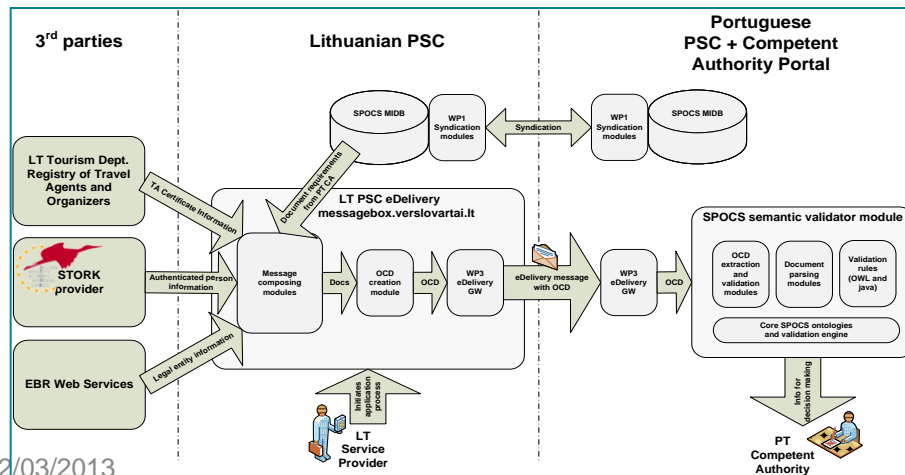 3rd parties
Lithuanian PSC
Portuguese
PSC + Competent
Authority Portal
SPOCS MIDB
WP1
Syndication
modules
Syndication
WP1
Syndication
modules
SPOCS MIDB
LT Tourism Dept.
Registry of Travel
Agents and
Organizers
TA Certificate Information
Document requirements
from PT CA
LT PSC eDelivery
messagebox.verslovartai.lt
STORK
provider
Authenticated person
information
Message
composing
modules
Docs
OCD
creation
module
OCD
WP3
eDelivery
GW
eDelivery message
with OCD
WP3
eDelivery
GW
OCD
SPOCS semantic validator module
OCD
extraction
and
validation
modules
Document
parsing
modules
Validation
rules
(OWL and
java)
Core SPOCS ontologies
and validation engine
EBR Web Services
Legal entity information
Initiates
application
process
LT
Service
Provider
Info for
decision making
PT
Competent
Authority
2/03/2013